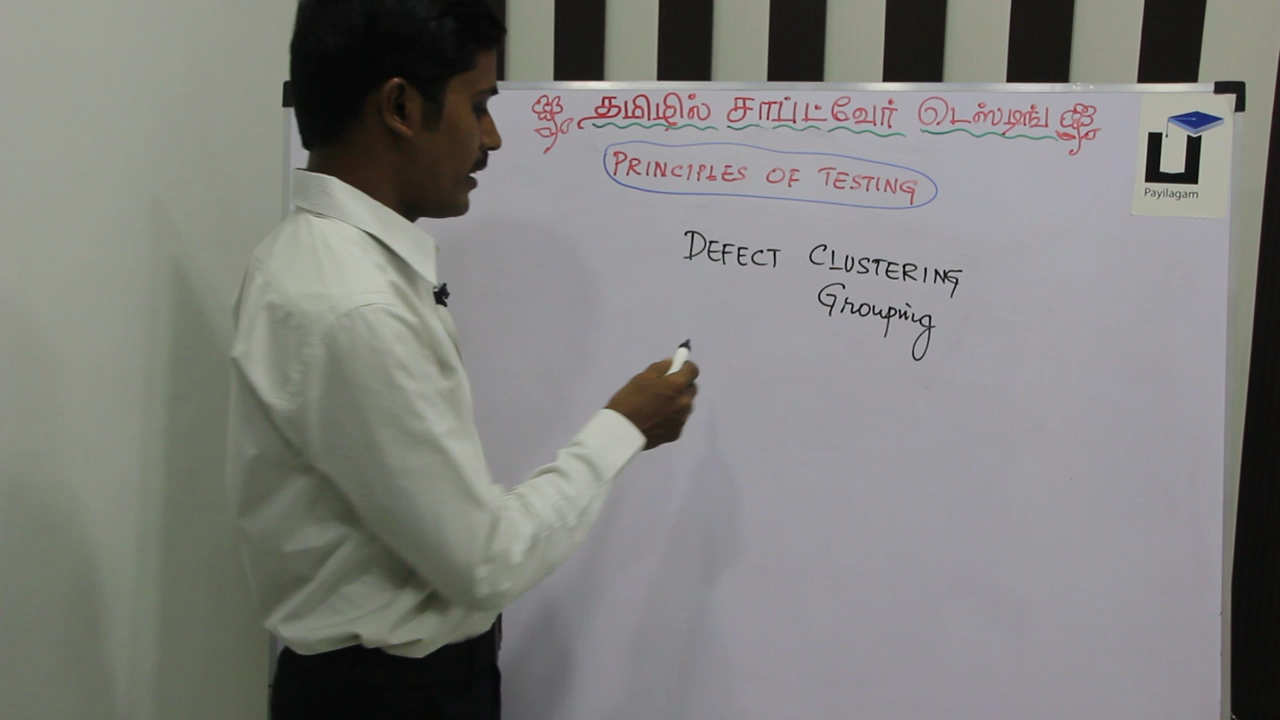 தமிழில் சாப்ட்வேர் டெஸ்டிங்
PRINCIPLES OF TESTING
Payilagam
DEFECT CLUSTERING
Grouping